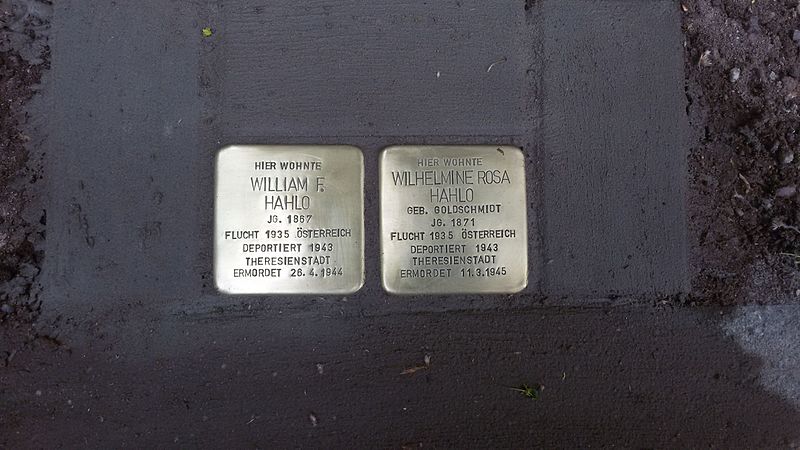 HIER WOHNTE
WILLIAM F.
HAHLO
JG. 1867
FLUCHT 1935 ÖSTERREICH
DEPORTIERT 1943
THERESIENSTADT
ERMORDET 26.4.1944
HIER WOHNTE
WILHELMINE ROSA
HAHLO
GEB. GOLDSCHMIDT
JG. 1871
FLUCHT 1935 ÖSTERREICH
DEPORTIERT 1943
THERESIENSTADT
ERMORDET 11.3.1945